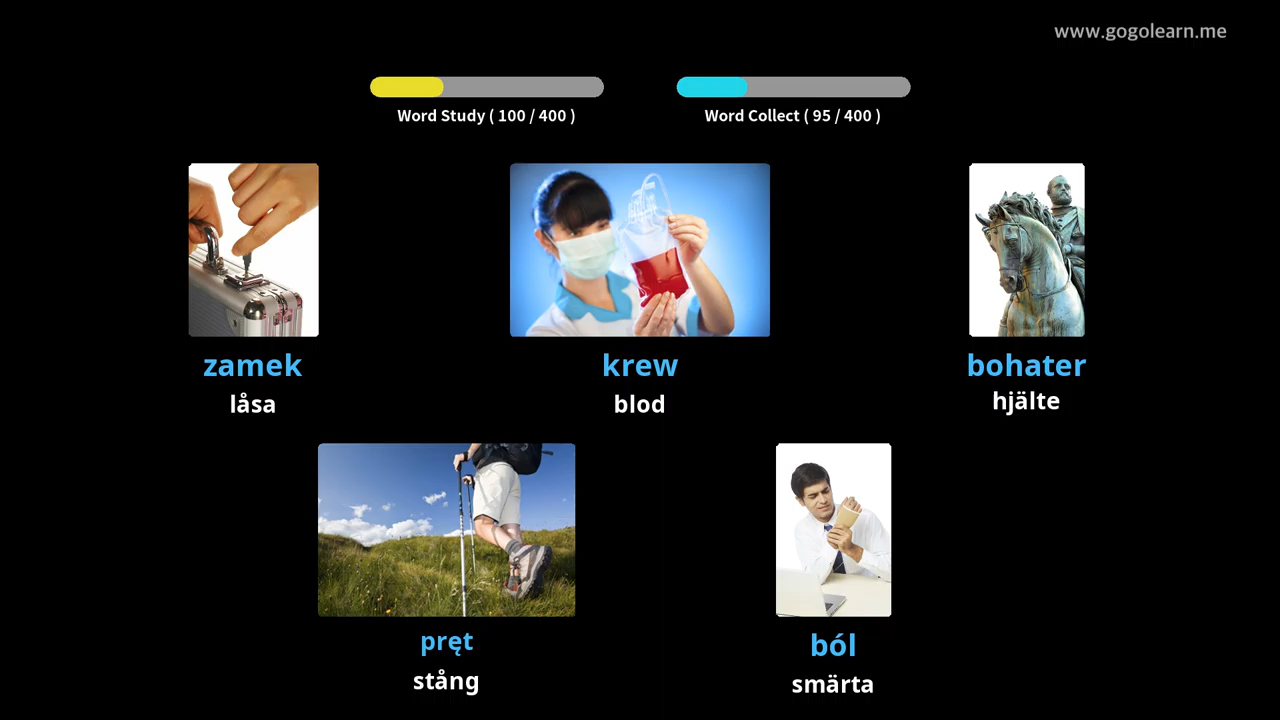 www.gogolearn.me
Word Study ( 100 / 400 )
Word Collect ( 95 / 400 )
zamek
låsa
krew
blod
bohater
hjälte
pręt
stång
ból
smärta